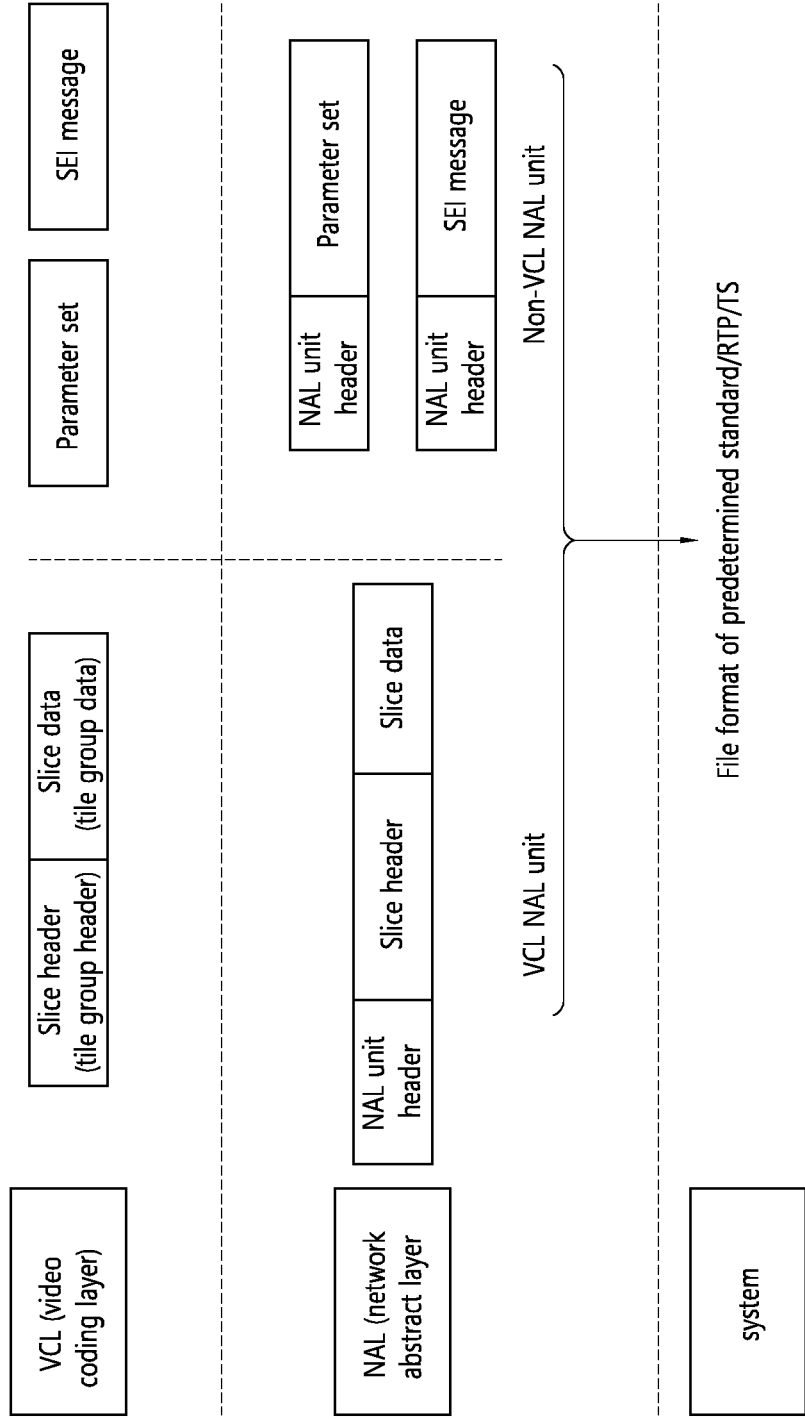 VCL (video
coding layer)
Slice header
(tile group header)
Slice data
(tile group data)
Parameter set
SEI message
NAL (network
abstract layer
NAL unit
header
Slice header
Slice data
NAL unit
header
Parameter set
NAL unit
header
SEI message
VCL NAL unit
Non-VCL NAL unit
system
File format of predetermined standard/RTP/TS